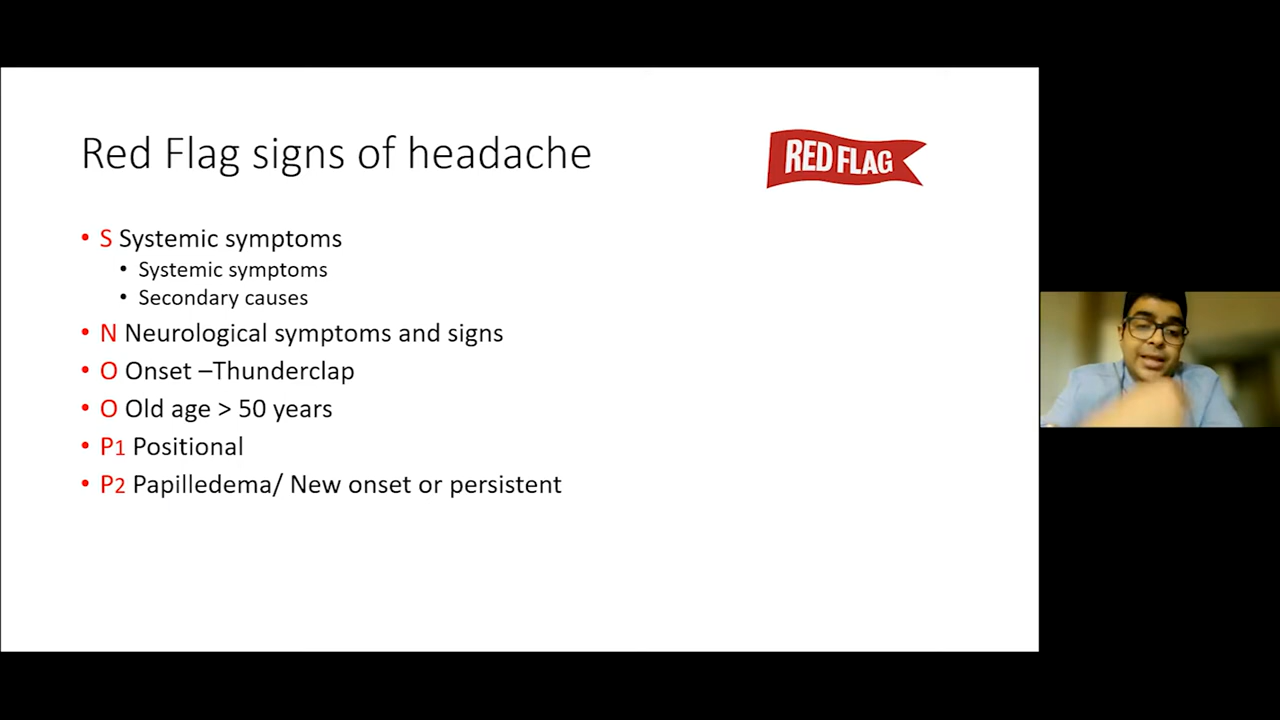 Red Flag signs of headache
RED FLAG
• S Systemic symptoms
• Systemic symptoms
• Secondary causes
• N Neurological symptoms and signs
• O Onset –Thunderclap
• O Old age > 50 years
• P1 Positional
• P2 Papilledema/ New onset or persistent